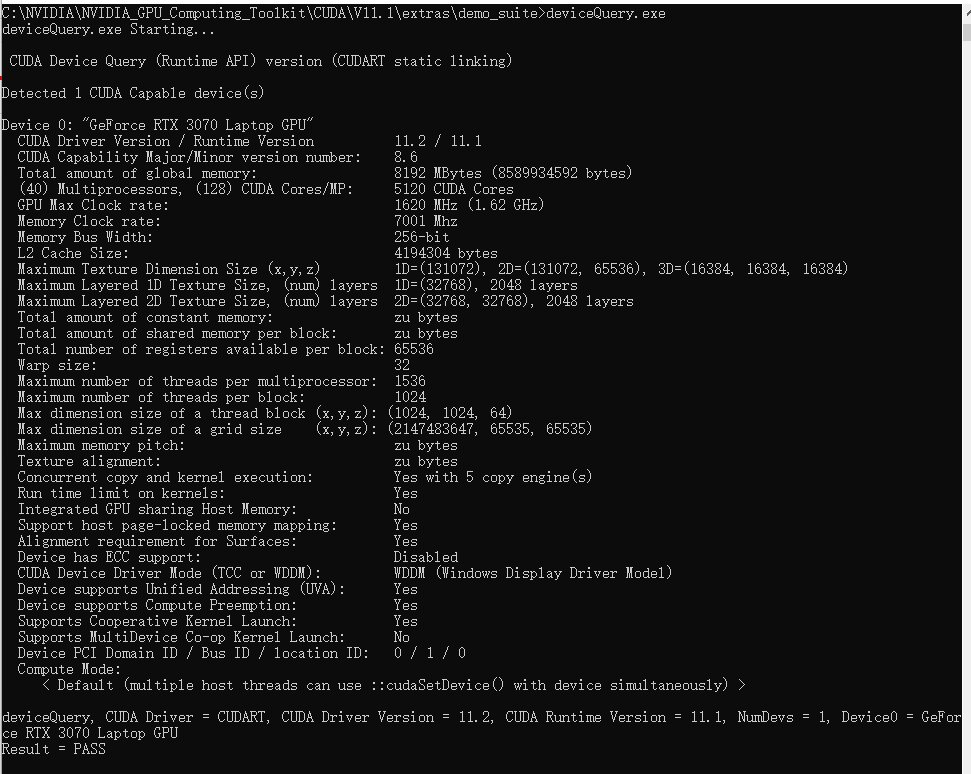 C:\NVIDIA\NVIDIA_GPU_Computing_Toolkit\CUDA\V11.1\extras\demo_suite>deviceQuery.exe
deviceQuery.exe Starting...
CUDA Device Query (Runtime API) version (CUDART static linking)
Detected 1 CUDA Capable device(s)
Device 0: "GeForce RTX 3070 Laptop GPU"
CUDA Driver Version / Runtime Version 11.2 / 11.1
CUDA Capability Major/Minor version number: 8.6
Total amount of global memory: 8192 MBytes (8589934592 bytes)
(40) Multiprocessors, (128) CUDA Cores/MP: 5120 CUDA Cores
GPU Max Clock rate: 1620 MHz (1.62 GHz)
Memory Clock rate: 7001 Mhz
Memory Bus Width: 256-bit
L2 Cache Size: 4194304 bytes
Maximum Texture Dimension Size (x,y,z) 1D=(131072), 2D=(131072, 65536), 3D=(16384, 16384, 16384)
Maximum Layered 1D Texture Size, (num) layers 1D=(32768), 2048 layers
Maximum Layered 2D Texture Size, (num) layers 2D=(32768, 32768), 2048 layers
Total amount of constant memory: zu bytes
Total amount of shared memory per block: zu bytes
Total number of registers available per block: 65536
Warp size: 32
Maximum number of threads per multiprocessor: 1536
Maximum number of threads per block: 1024
Max dimension size of a thread block (x,y,z): (1024, 1024, 64)
Max dimension size of a grid size (x,y,z): (2147483647, 65535, 65535)
Maximum memory pitch: zu bytes
Texture alignment: zu bytes
Concurrent copy and kernel execution: Yes with 5 copy engine(s)
Run time limit on kernels: Yes
Integrated GPU sharing Host Memory: No
Support host page-locked memory mapping: Yes
Alignment requirement for Surfaces: Yes
Device has ECC support: Disabled
CUDA Device Driver Mode (TCC or WDDM): WDDM (Windows Display Driver Model)
Device supports Unified Addressing (UVA): Yes
Device supports Compute Preemption: Yes
Supports Cooperative Kernel Launch: Yes
Supports MultiDevice Co-op Kernel Launch: No
Device PCI Domain ID / Bus ID / location ID: 0 / 1 / 0
Compute Mode:
< Default (multiple host threads can use ::cudaSetDevice() with device simultaneously) >
deviceQuery, CUDA Driver = CUDART, CUDA Driver Version = 11.2, CUDA Runtime Version = 11.1, NumDevs = 1, Device0 = GeFor
ce RTX 3070 Laptop GPU
Result = PASS